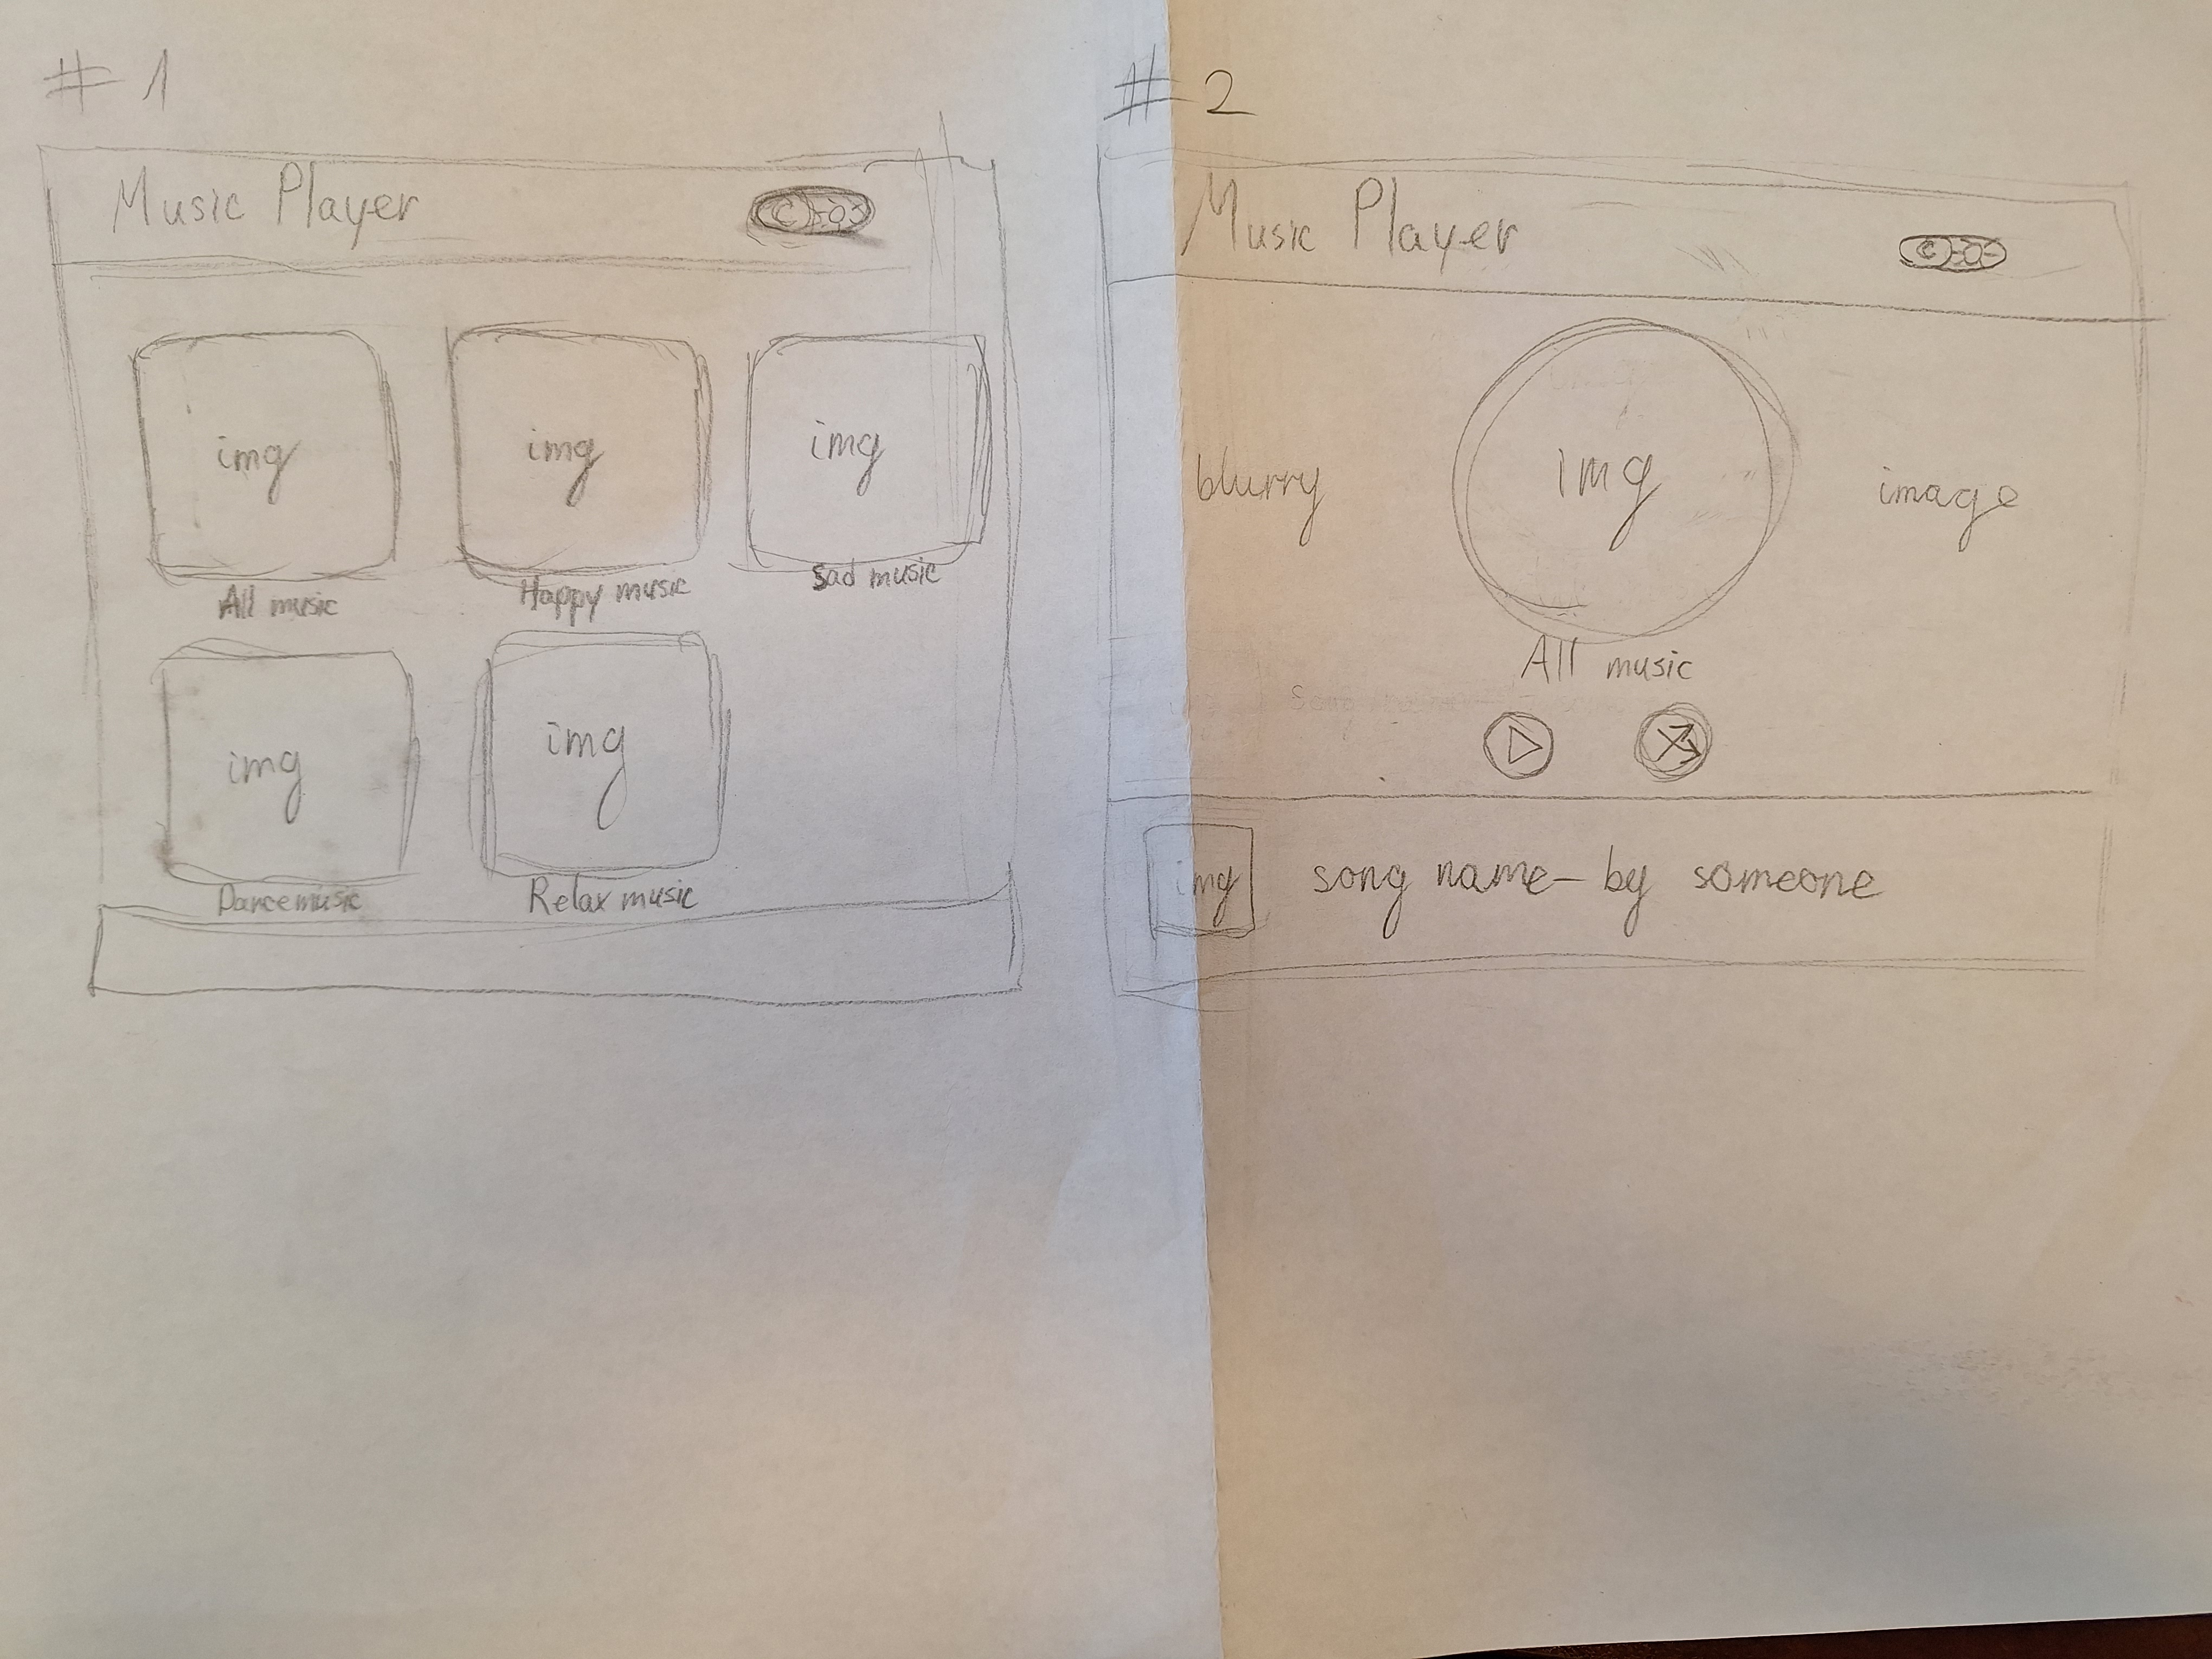 #1
Music Player
img
img
img
All music
Happy music
Sad music
img
img
Dance music
Relax music
#2
Music Player
blurry
img
image
All music
img
song name - by someone